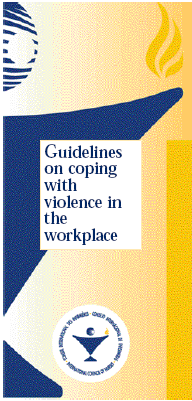 Guidelines
on coping
with
violence in
the
workplace